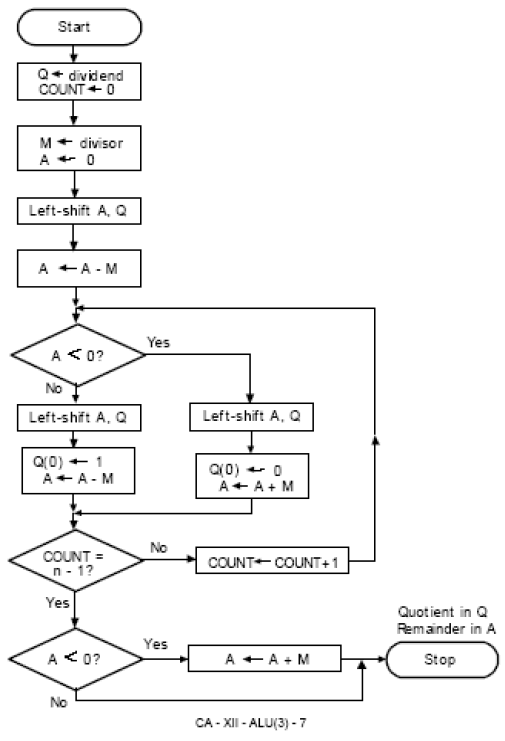 Start
Q ← dividend
COUNT ← 0
M ← divisor
A ← 0
Left-shift A, Q
A ← A - M
A < 0?
Yes
No
Left-shift A, Q
Left-shift A, Q
Q(0) ← 1
A ← A - M
Q(0) ← 0
A ← A + M
COUNT =
n - 1?
No
COUNT ← COUNT+1
Yes
Quotient in Q
Remainder in A
A < 0?
Yes
A ← A + M
Stop
No
CA - XII - ALU(3) - 7